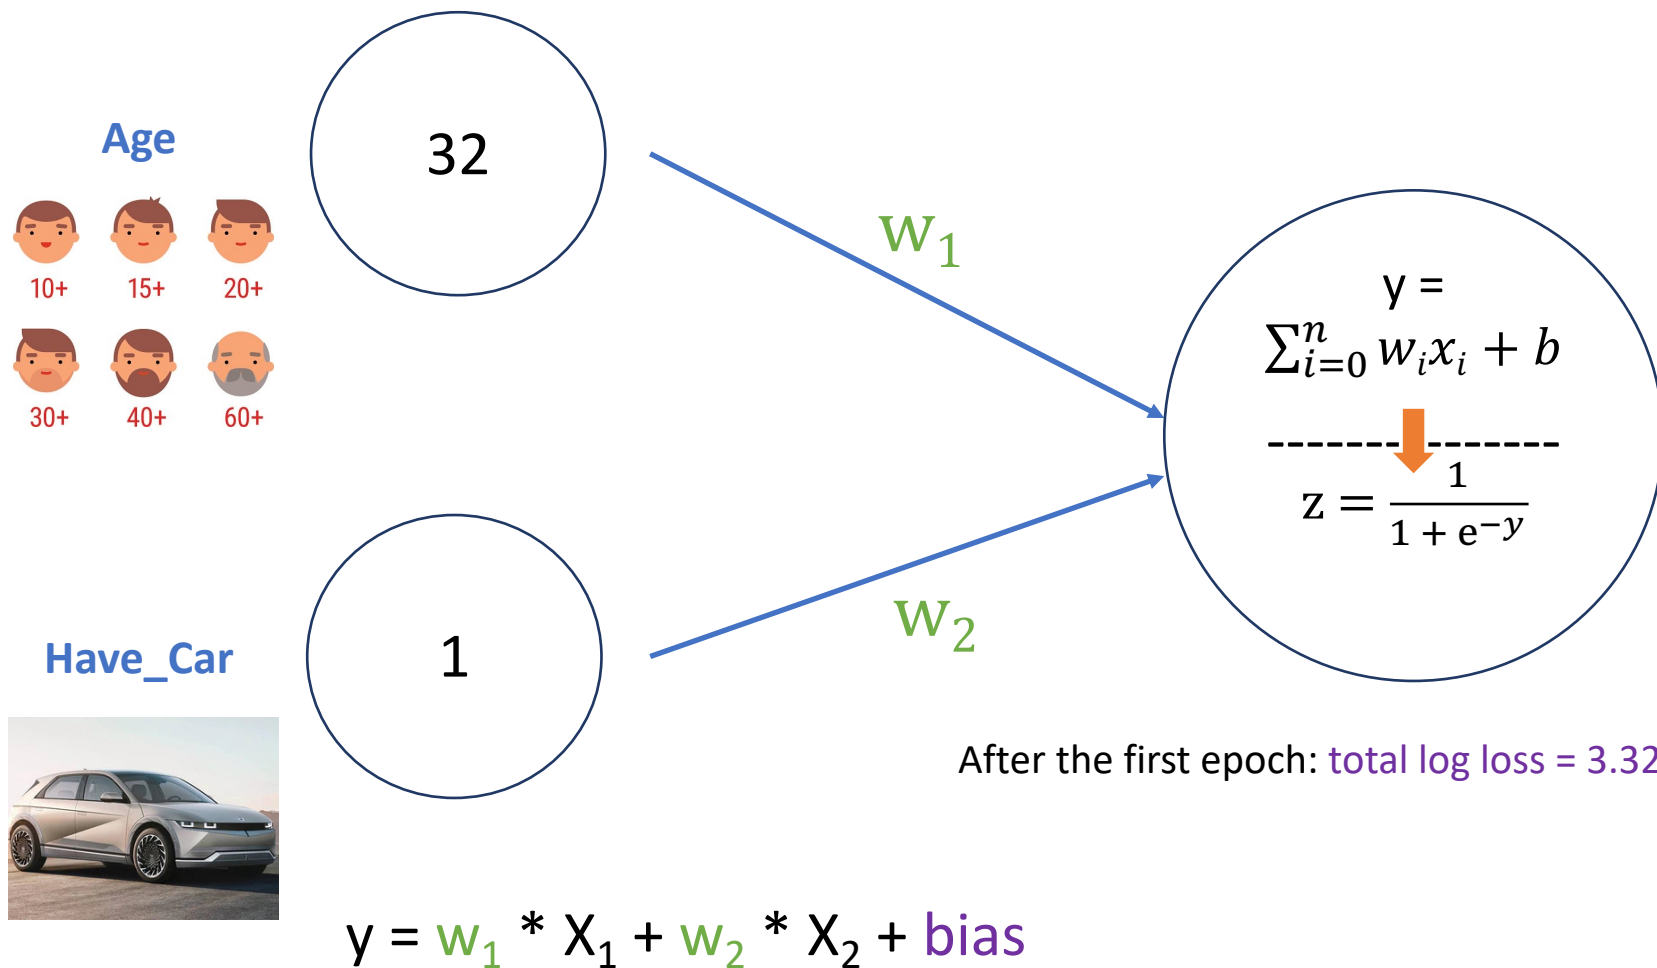 Age
32
10+ 15+ 20+
30+ 40+ 60+
w₁
y =
∑ⁿᵢ₌₀ wᵢxᵢ + b
--------------
z = 1 / (1 + e⁻ʸ)
w₂
Have_Car
1
After the first epoch: total log loss = 3.32
y = w₁ * X₁ + w₂ * X₂ + bias